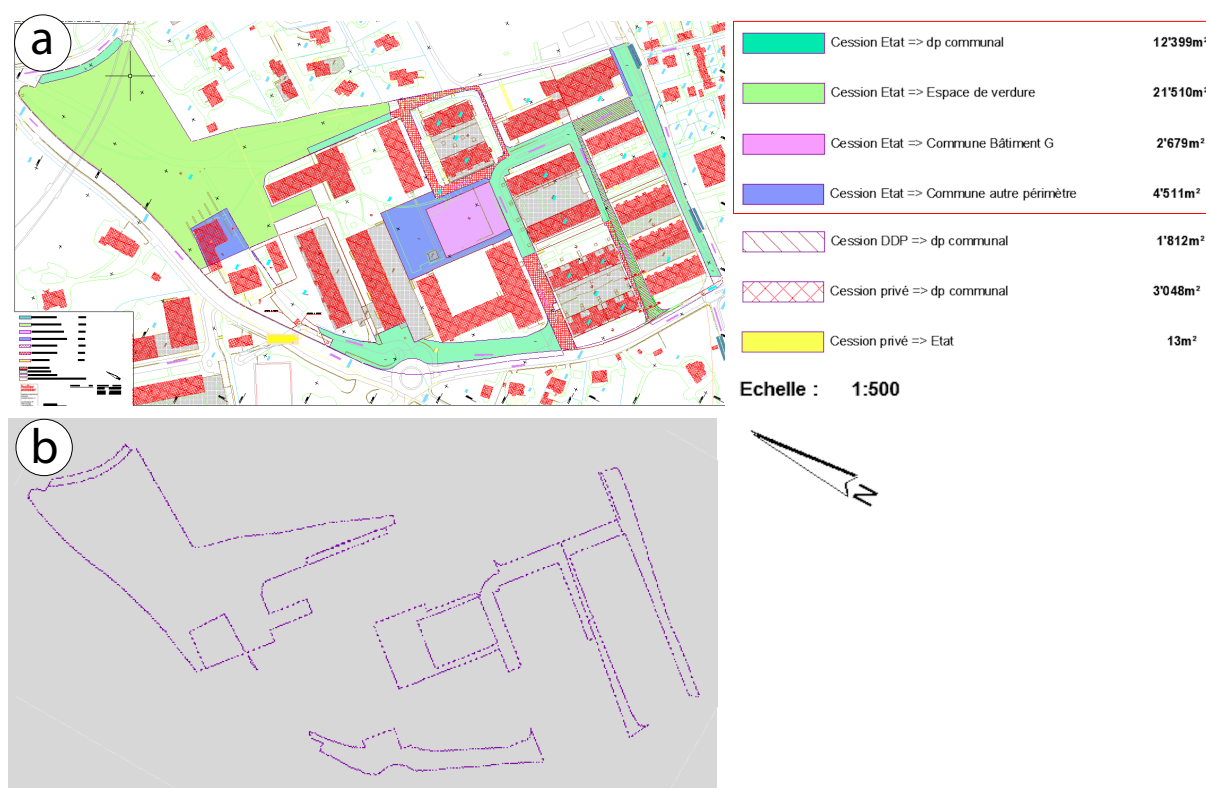 a
Cession Etat => dp communal 12'399m²
Cession Etat => Espace de verdure 21'510m²
Cession Etat => Commune Bâtiment G 2'679m²
Cession Etat => Commune autre périmètre 4'511m²
Cession DDP => dp communal 1'812m²
Cession privé => dp communal 3'048m²
Cession privé => Etat 13m²
Echelle : 1:500
b
N